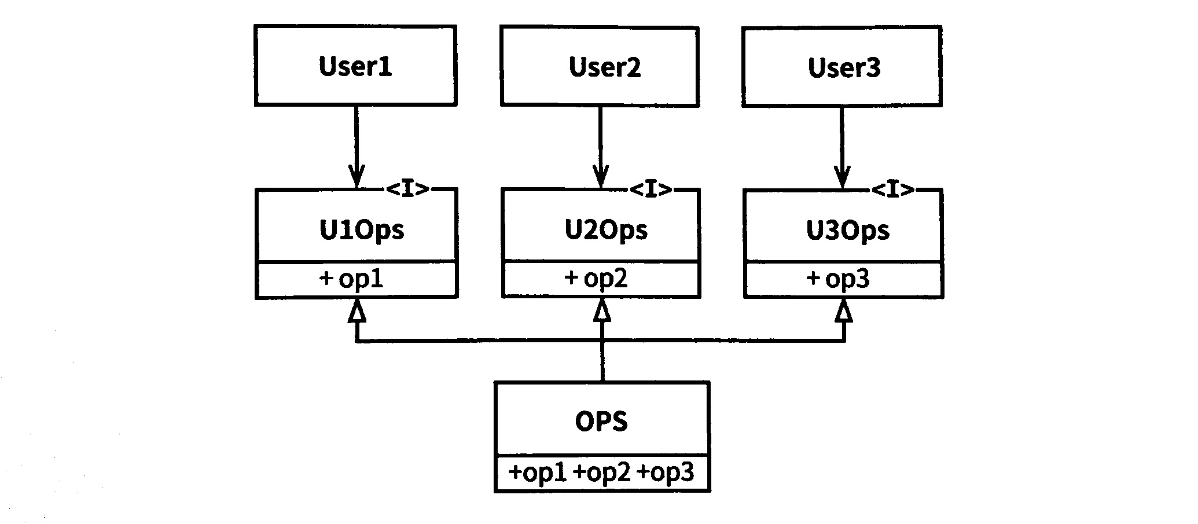 User1
User2
User3
<I>
<I>
<I>
U1Ops
U2Ops
U3Ops
+ op1
+ op2
+ op3
OPS
+op1 +op2 +op3